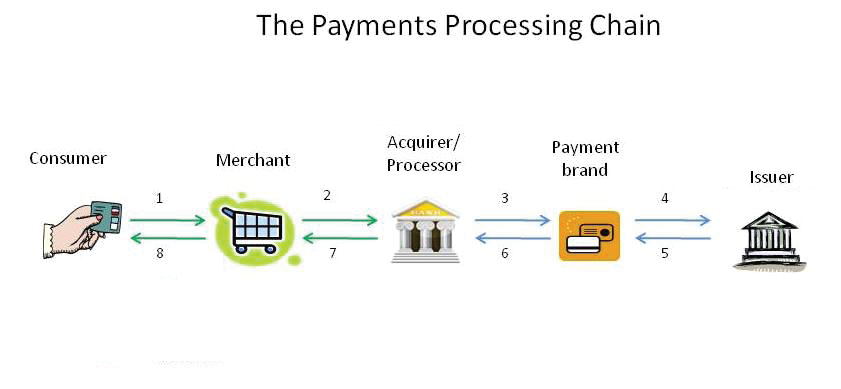 The Payments Processing Chain
Consumer
Merchant
Acquirer/
Processor
Payment
brand
Issuer
1
2
3
4
BANK
8
7
6
5